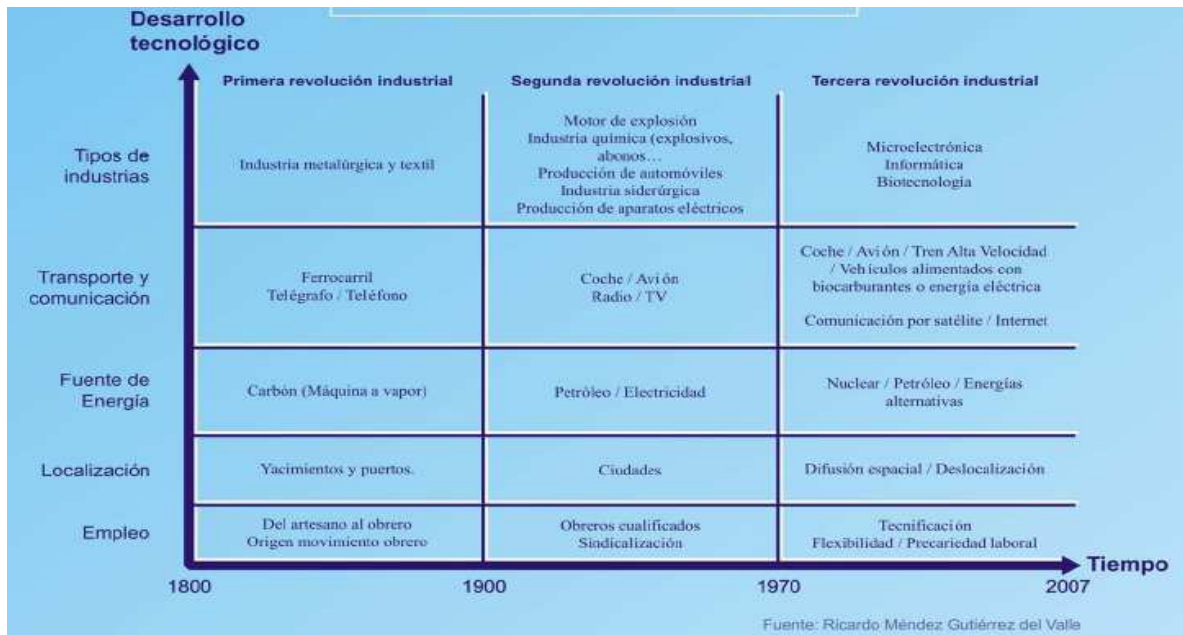 Desarrollo
tecnológico
Primera revolución industrial
Segunda revolución industrial
Tercera revolución industrial
Tipos de
industrias
Industria metalúrgica y textil
Motor de explosión
Industria química (explosivos,
abonos…
Producción de automóviles
Industria siderúrgica
Producción de aparatos eléctricos
Microelectrónica
Informática
Biotecnología
Transporte y
comunicación
Ferrocarril
Telégrafo / Teléfono
Coche / Avión
Radio / TV
Coche / Avión / Tren Alta Velocidad
/ Vehículos alimentados con
biocarburantes o energía eléctrica
Comunicación por satélite / Internet
Fuente de
Energía
Carbón (Máquina a vapor)
Petróleo / Electricidad
Nuclear / Petróleo / Energías
alternativas
Localización
Yacimientos y puertos.
Ciudades
Difusión espacial / Deslocalización
Empleo
Del artesano al obrero
Origen movimiento obrero
Obreros cualificados
Sindicalización
Tecnificación
Flexibilidad / Precariedad laboral
Tiempo
1800
1900
1970
2007
Fuente: Ricardo Méndez Gutiérrez del Valle